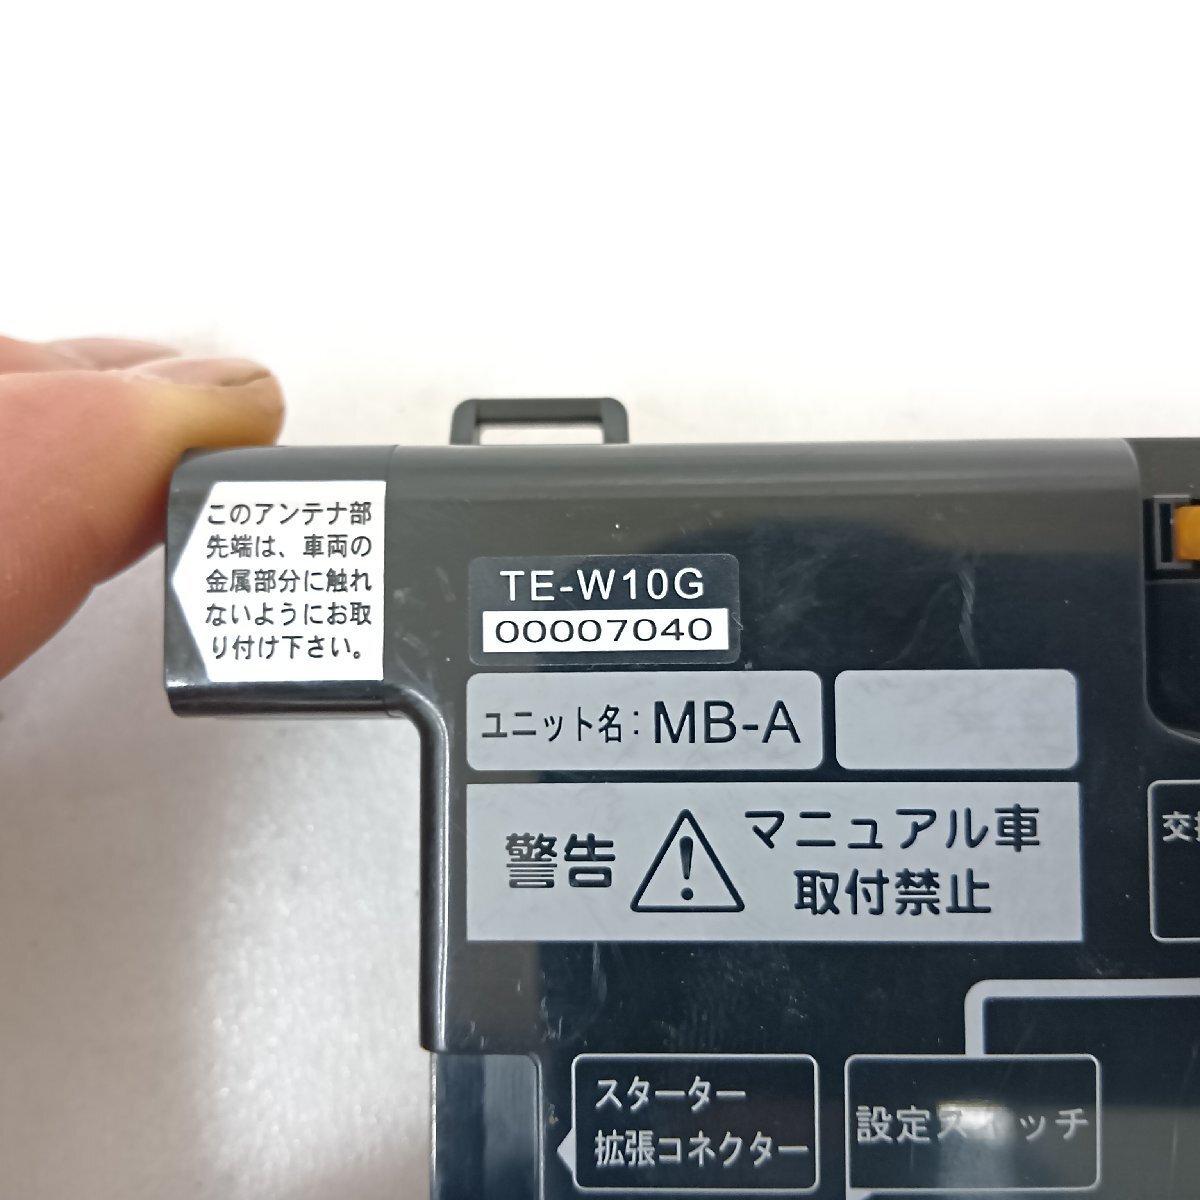 このアンテナ部
先端は、車両の
金属部分に触れ
ないようにお取
り付け下さい。
TE-W10G
00007040
ユニット名: MB-A
警告 ! マニュアル車
取付禁止
交
スターター
拡張コネクター
設定スイッチ